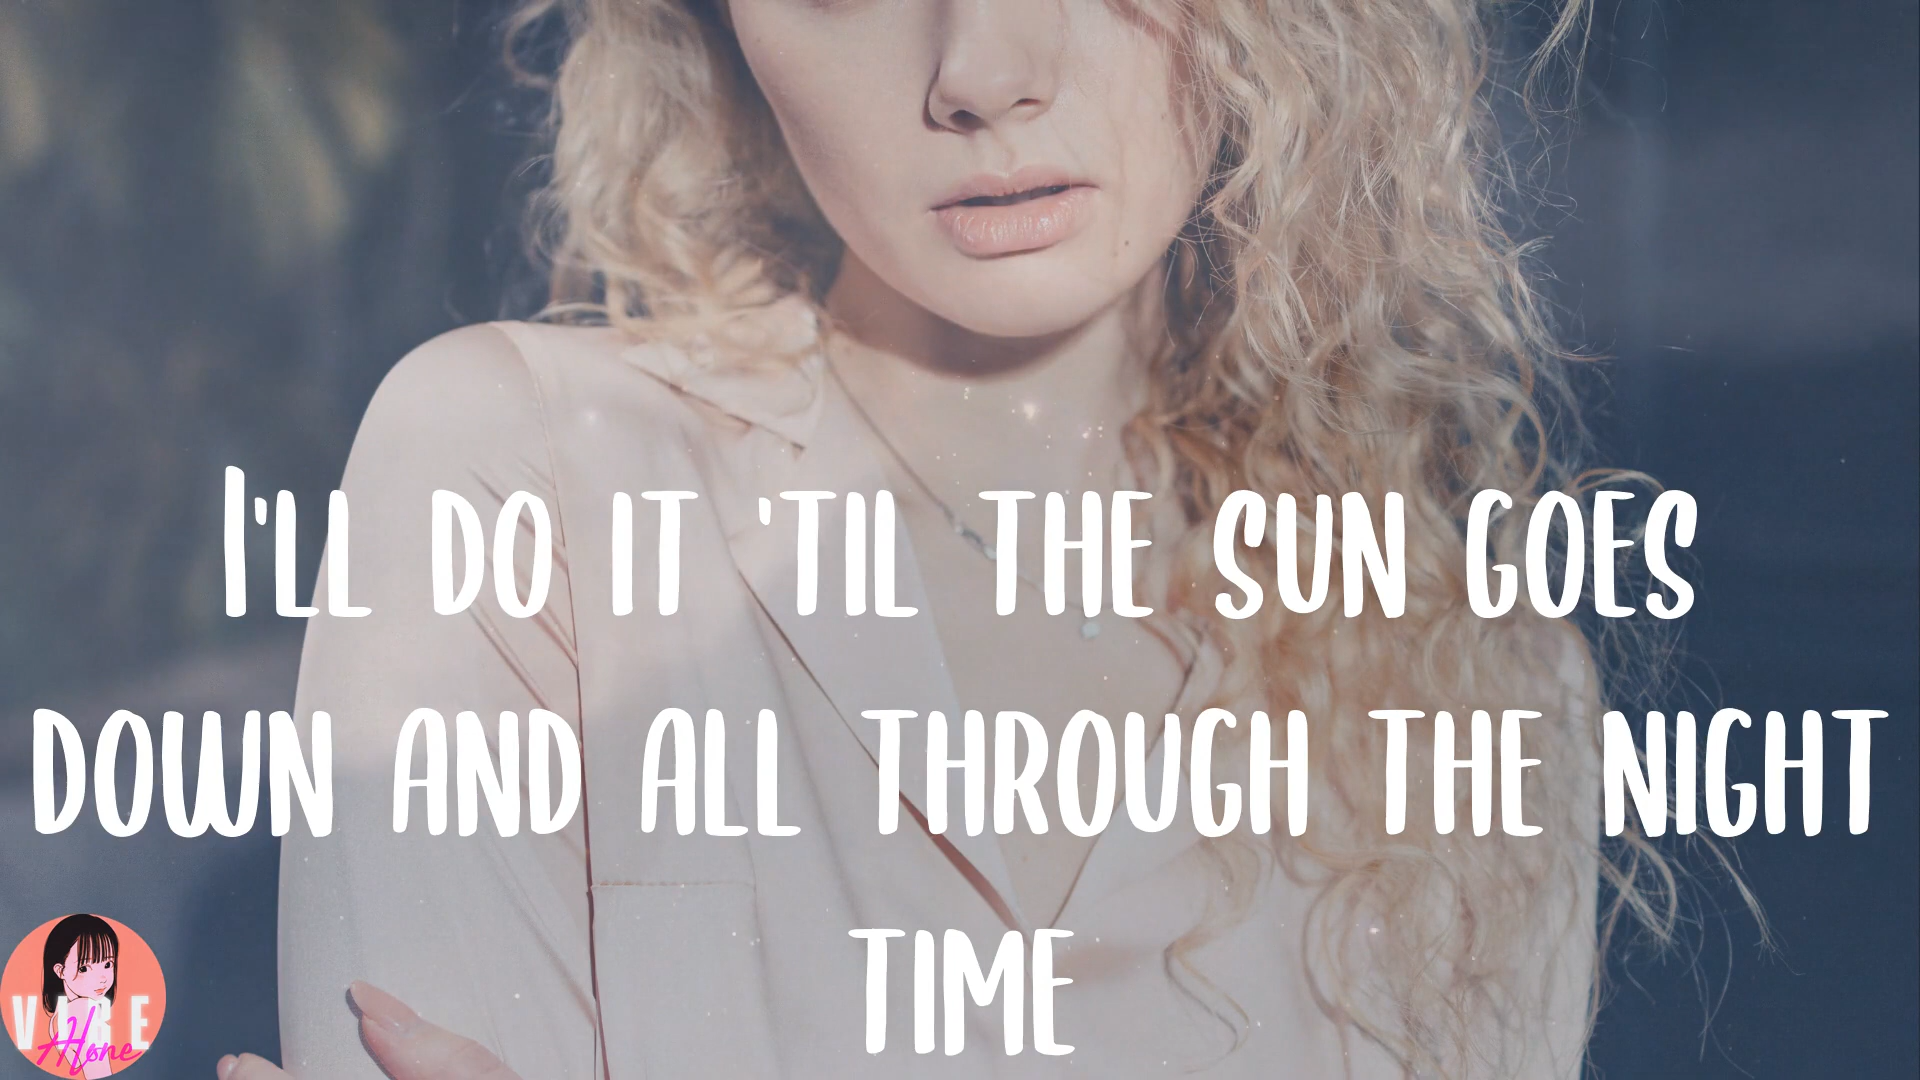 I'LL DO IT 'TIL THE SUN GOES
DOWN AND ALL THROUGH THE NIGHT
TIME
VIBE
Hone